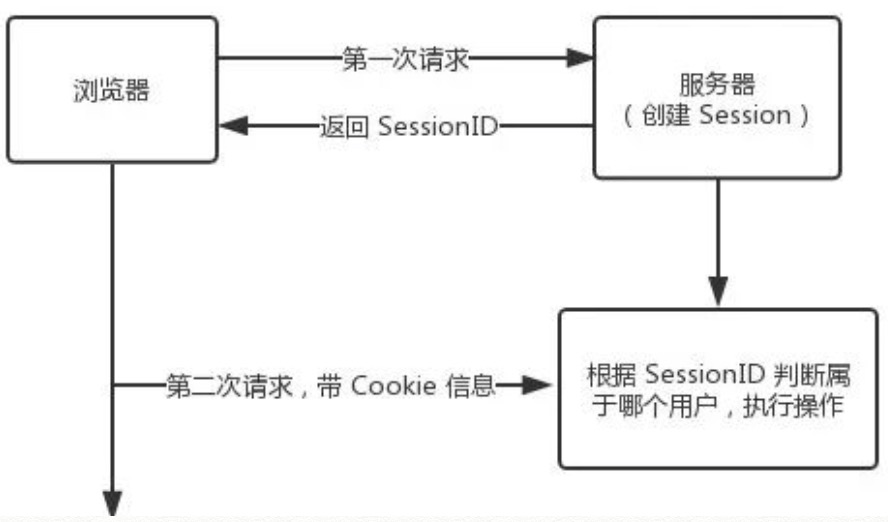 浏览器
第一次请求
返回 SessionID
服务器
（创建 Session）
第二次请求，带 Cookie 信息
根据 SessionID 判断属
于哪个用户，执行操作